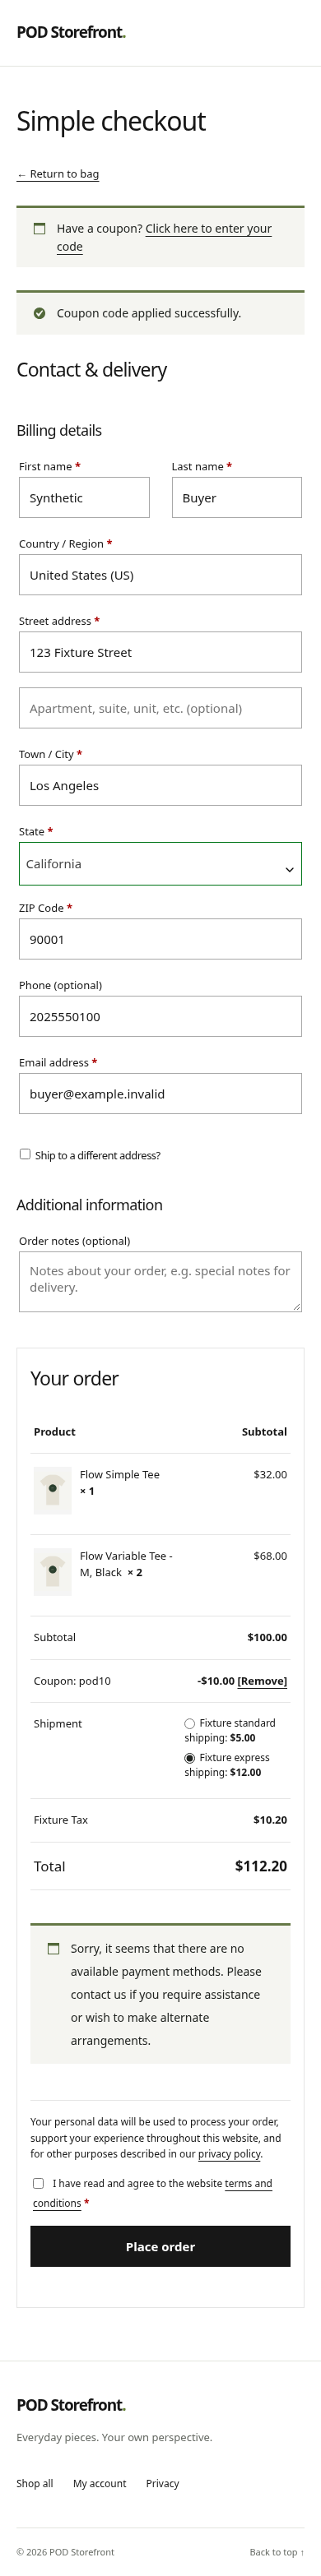 POD Storefront.
Simple checkout
← Return to bag
Have a coupon? Click here to enter your
code
Coupon code applied successfully.
Contact & delivery
Billing details
First name *
Last name *
Synthetic
Buyer
Country / Region *
United States (US)
Street address *
123 Fixture Street
Apartment, suite, unit, etc. (optional)
Town / City *
Los Angeles
State *
California
ZIP Code *
90001
Phone (optional)
2025550100
Email address *
buyer@example.invalid
Ship to a different address?
Additional information
Order notes (optional)
Notes about your order, e.g. special notes for
delivery.
Your order
Product Subtotal
Flow Simple Tee $32.00
× 1
Flow Variable Tee - $68.00
M, Black × 2
Subtotal $100.00
Coupon: pod10 -$10.00 [Remove]
Shipment Fixture standard
shipping: $5.00
Fixture express
shipping: $12.00
Fixture Tax $10.20
Total $112.20
Sorry, it seems that there are no
available payment methods. Please
contact us if you require assistance
or wish to make alternate
arrangements.
Your personal data will be used to process your order,
support your experience throughout this website, and
for other purposes described in our privacy policy.
I have read and agree to the website terms and
conditions *
Place order
POD Storefront.
Everyday pieces. Your own perspective.
Shop all My account Privacy
© 2026 POD Storefront Back to top ↑